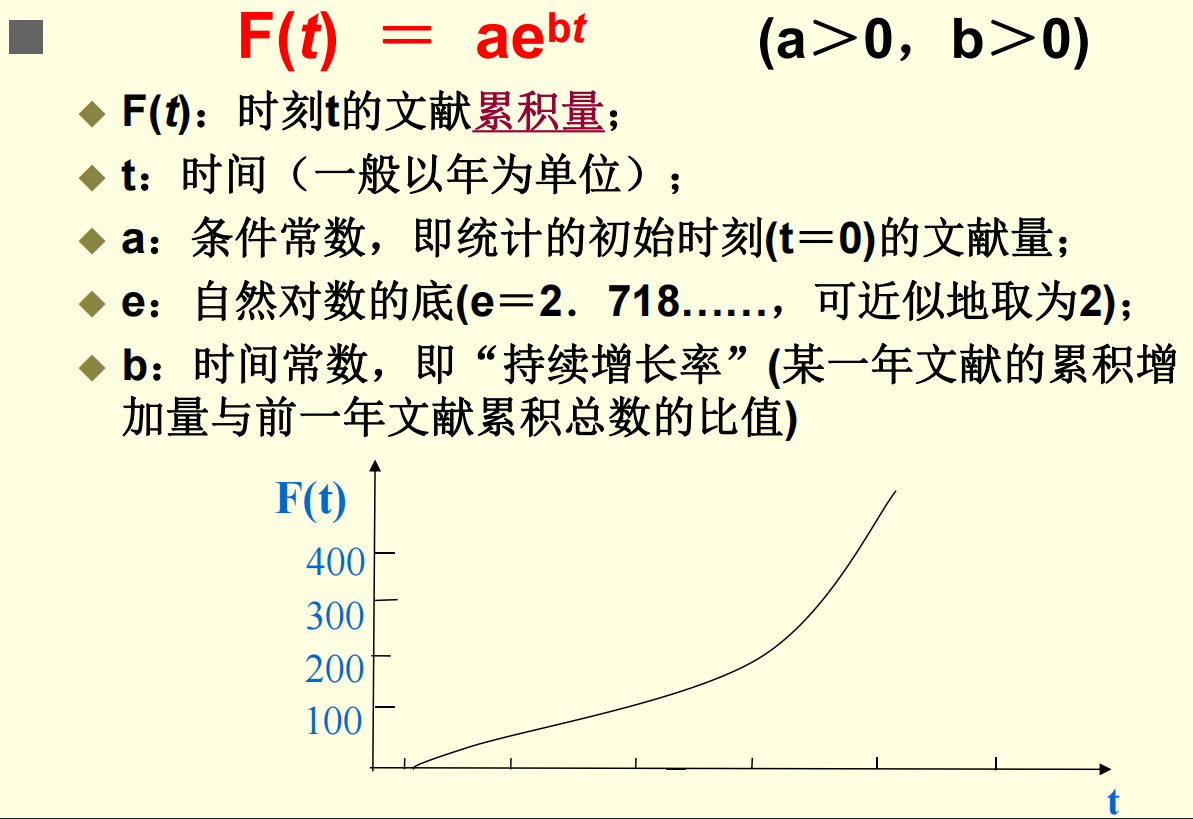 F(t) ＝ aeᵇᵗ (a＞0，b＞0)
F(t)：时刻t的文献累积量；
t：时间（一般以年为单位）；
a：条件常数，即统计的初始时刻(t＝0)的文献量；
e：自然对数的底(e＝2．718……，可近似地取为2)；
b：时间常数，即“持续增长率”(某一年文献的累积增
加量与前一年文献累积总数的比值)
F(t)
400
300
200
100
t